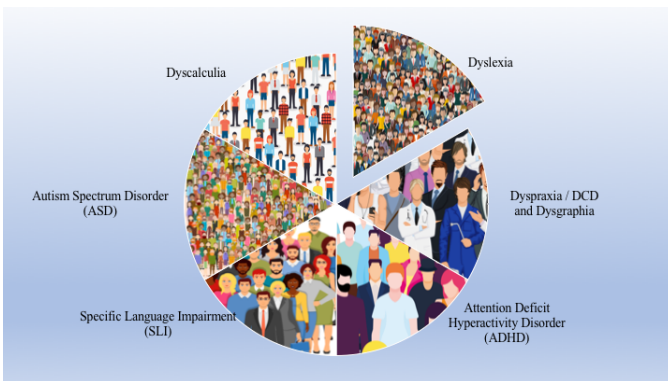 Dyscalculia
Dyslexia
Autism Spectrum Disorder
(ASD)
Dyspraxia / DCD
and Dysgraphia
Specific Language Impairment
(SLI)
Attention Deficit
Hyperactivity Disorder
(ADHD)